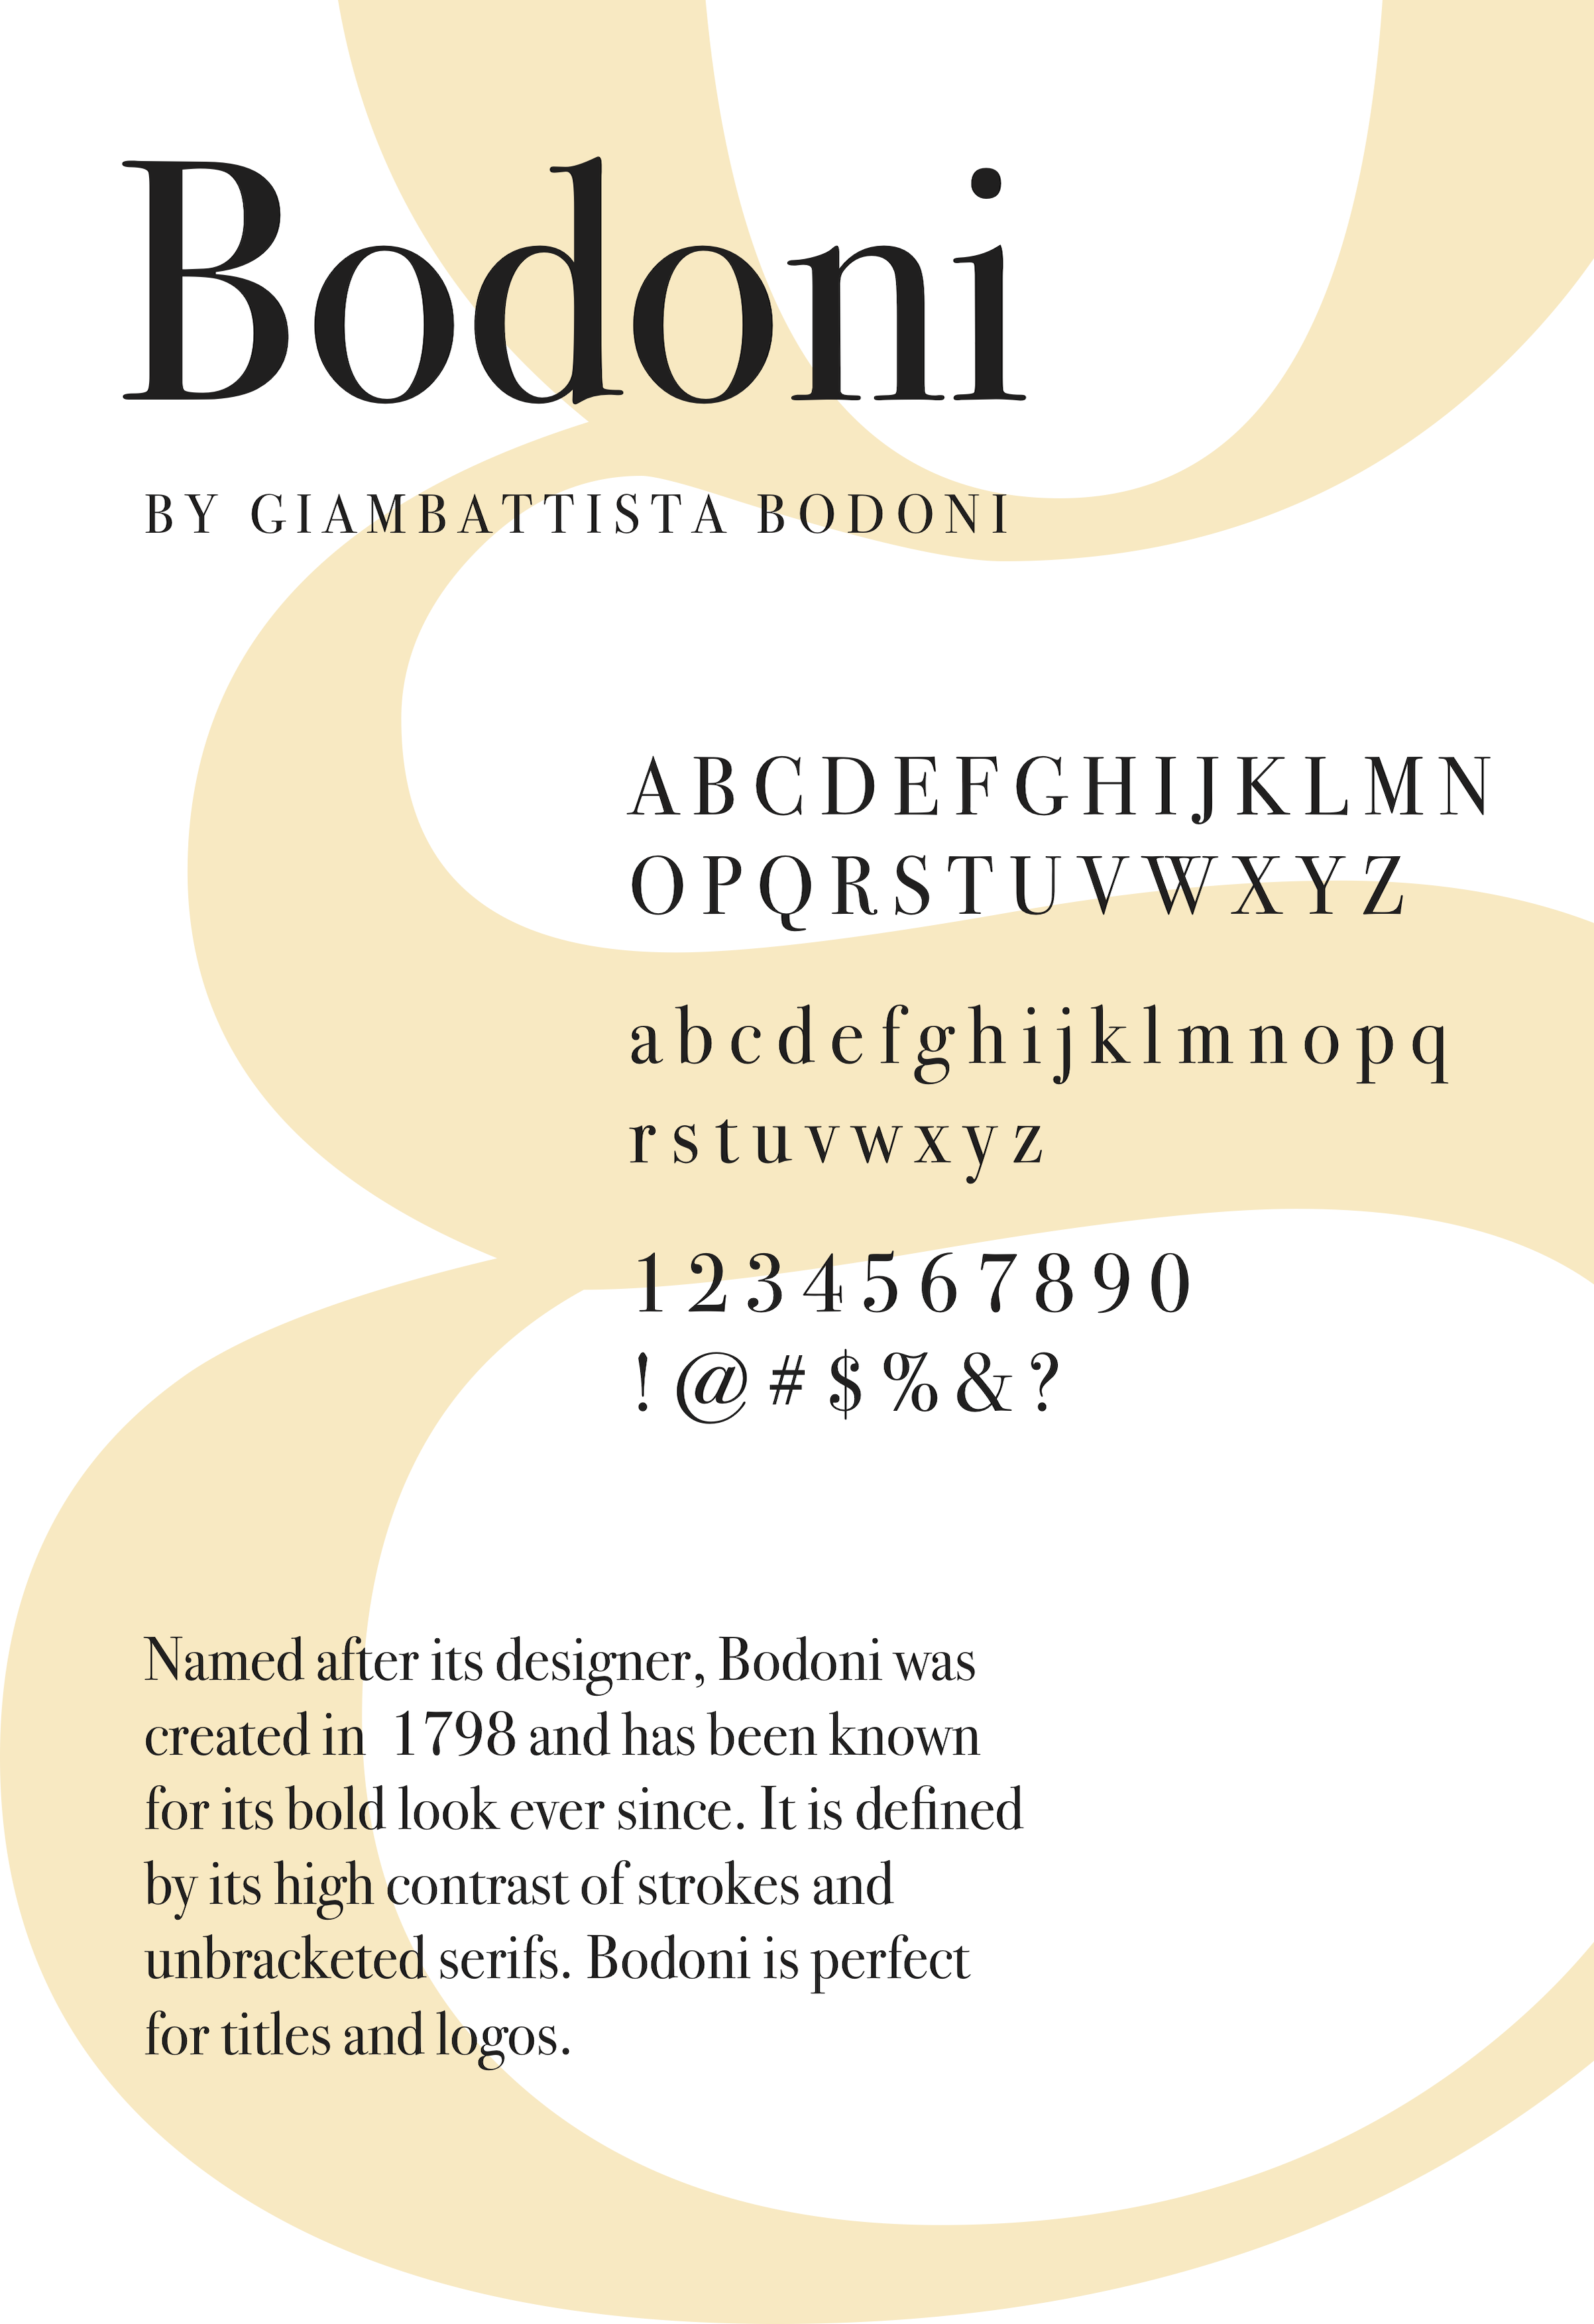 Bodoni
BY GIAMBATTISTA BODONI
A B C D E F G H I J K L M N
O P Q R S T U V W X Y Z
a b c d e f g h i j k l m n o p q
r s t u v w x y z
1 2 3 4 5 6 7 8 9 0
! @ # $ % & ?
Named after its designer, Bodoni was
created in 1798 and has been known
for its bold look ever since. It is defined
by its high contrast of strokes and
unbracketed serifs. Bodoni is perfect
for titles and logos.